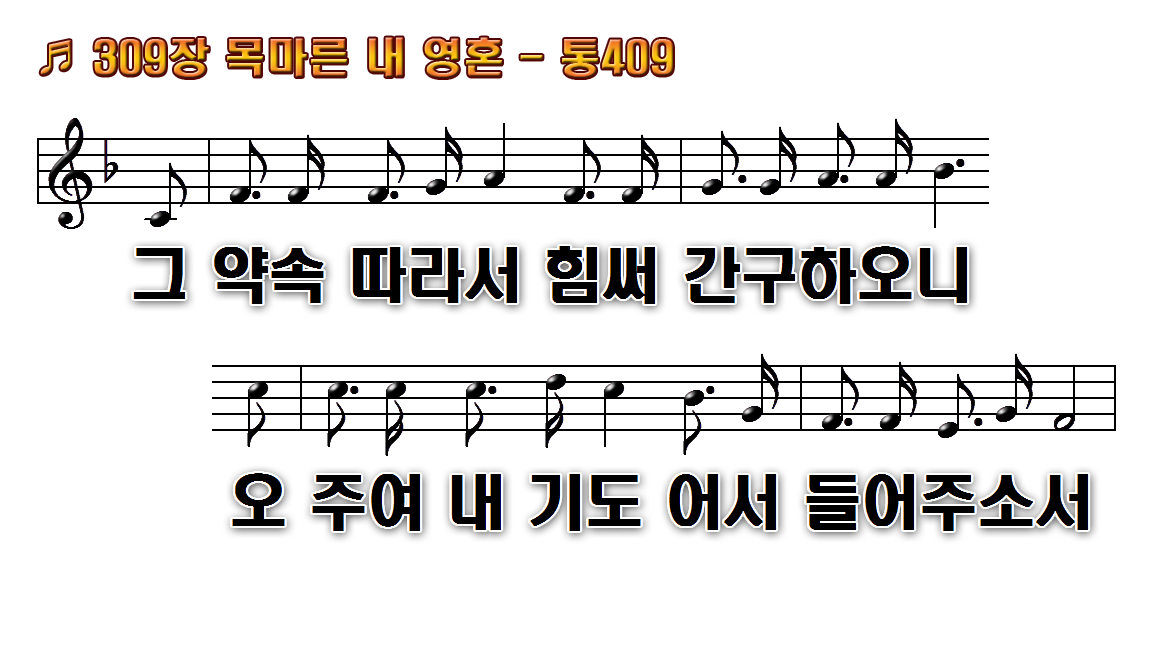 309장 목마른 내 영혼 - 통409
그 약속 따라서 힘써 간구하오니
오 주여 내 기도 어서 들어주소서